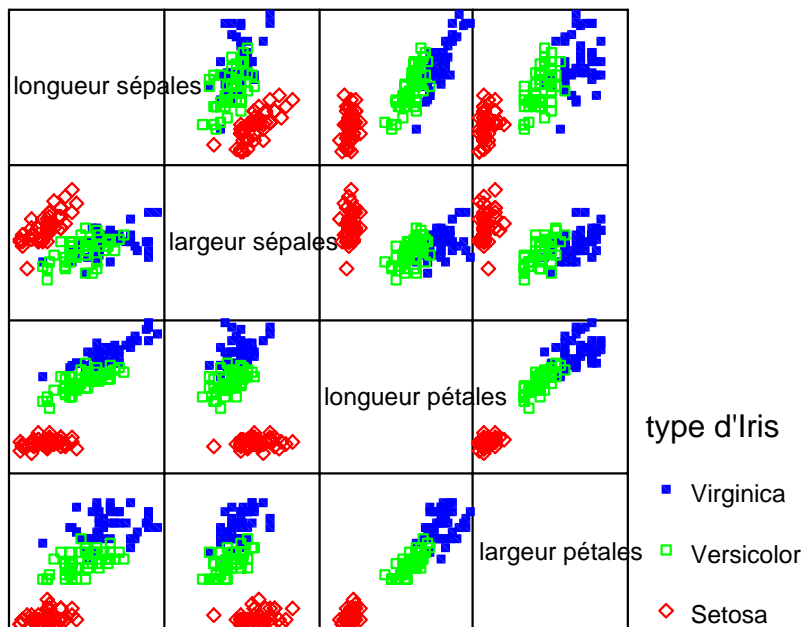 longueur sépales
largeur sépales
longueur pétales
largeur pétales
type d'Iris
Virginica
Versicolor
Setosa